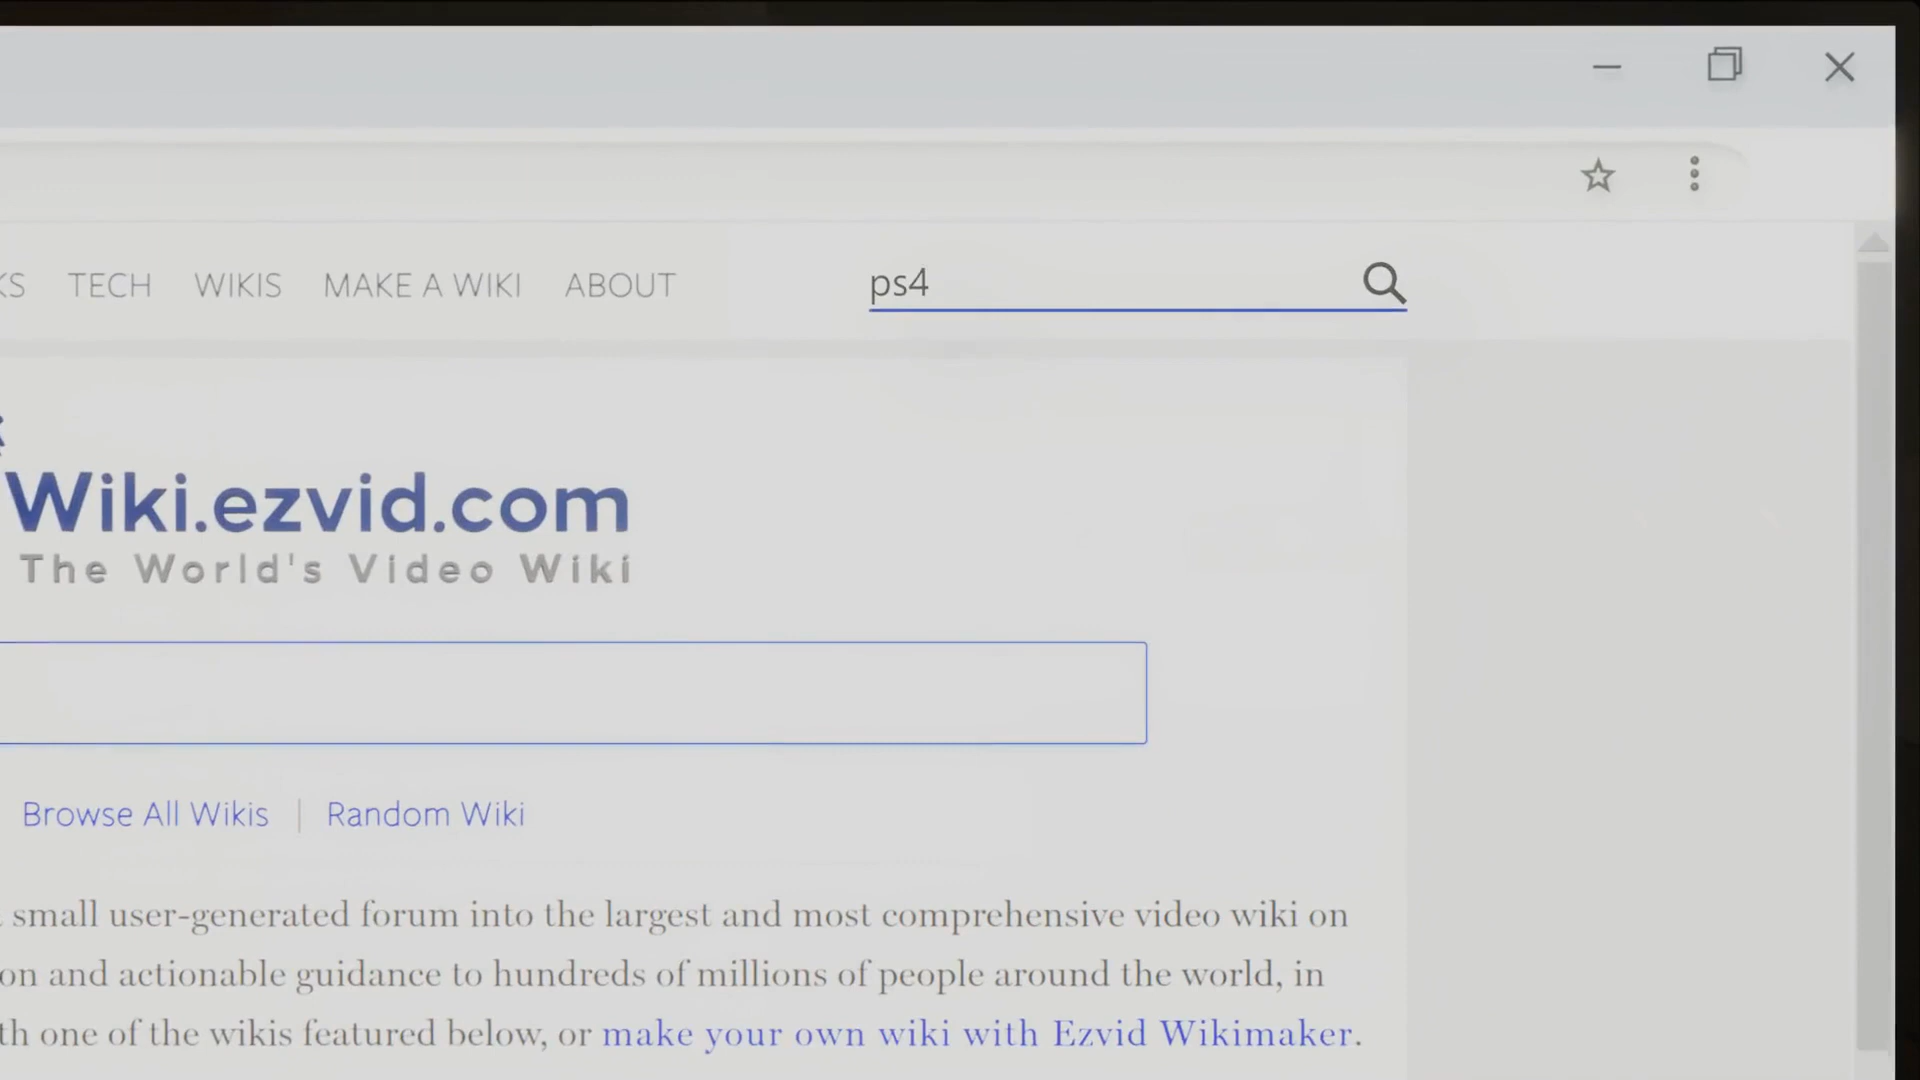 TECH WIKIS MAKE A WIKI ABOUT ps4
Wiki.ezvid.com
The World's Video Wiki
Browse All Wikis | Random Wiki
small user-generated forum into the largest and most comprehensive video wiki on
and actionable guidance to hundreds of millions of people around the world, in
one of the wikis featured below, or make your own wiki with Ezvid Wikimaker.